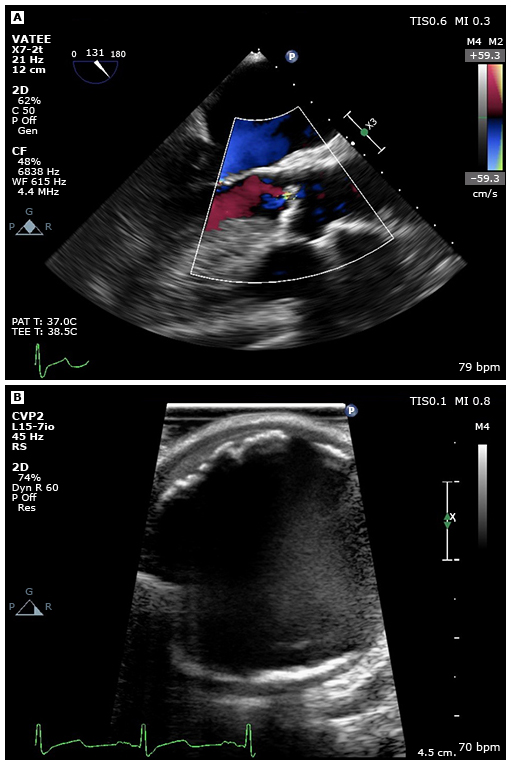 A
TIS0.6 MI 0.3
VATEE
X7-2t
21 Hz
12 cm
0 131 180
P
M4 M2
+59.3
2D
62%
C 50
P Off
Gen
X3
CF
48%
6838 Hz
WF 615 Hz
4.4 MHz
-59.3
cm/s
G
P R
PAT T: 37.0C
TEE T: 38.5C
79 bpm
B
TIS0.1 MI 0.8
CVP2
L15-7io
45 Hz
RS
P
M4
2D
74%
Dyn R 60
P Off
Res
X
G
P R
4.5 cm.
70 bpm